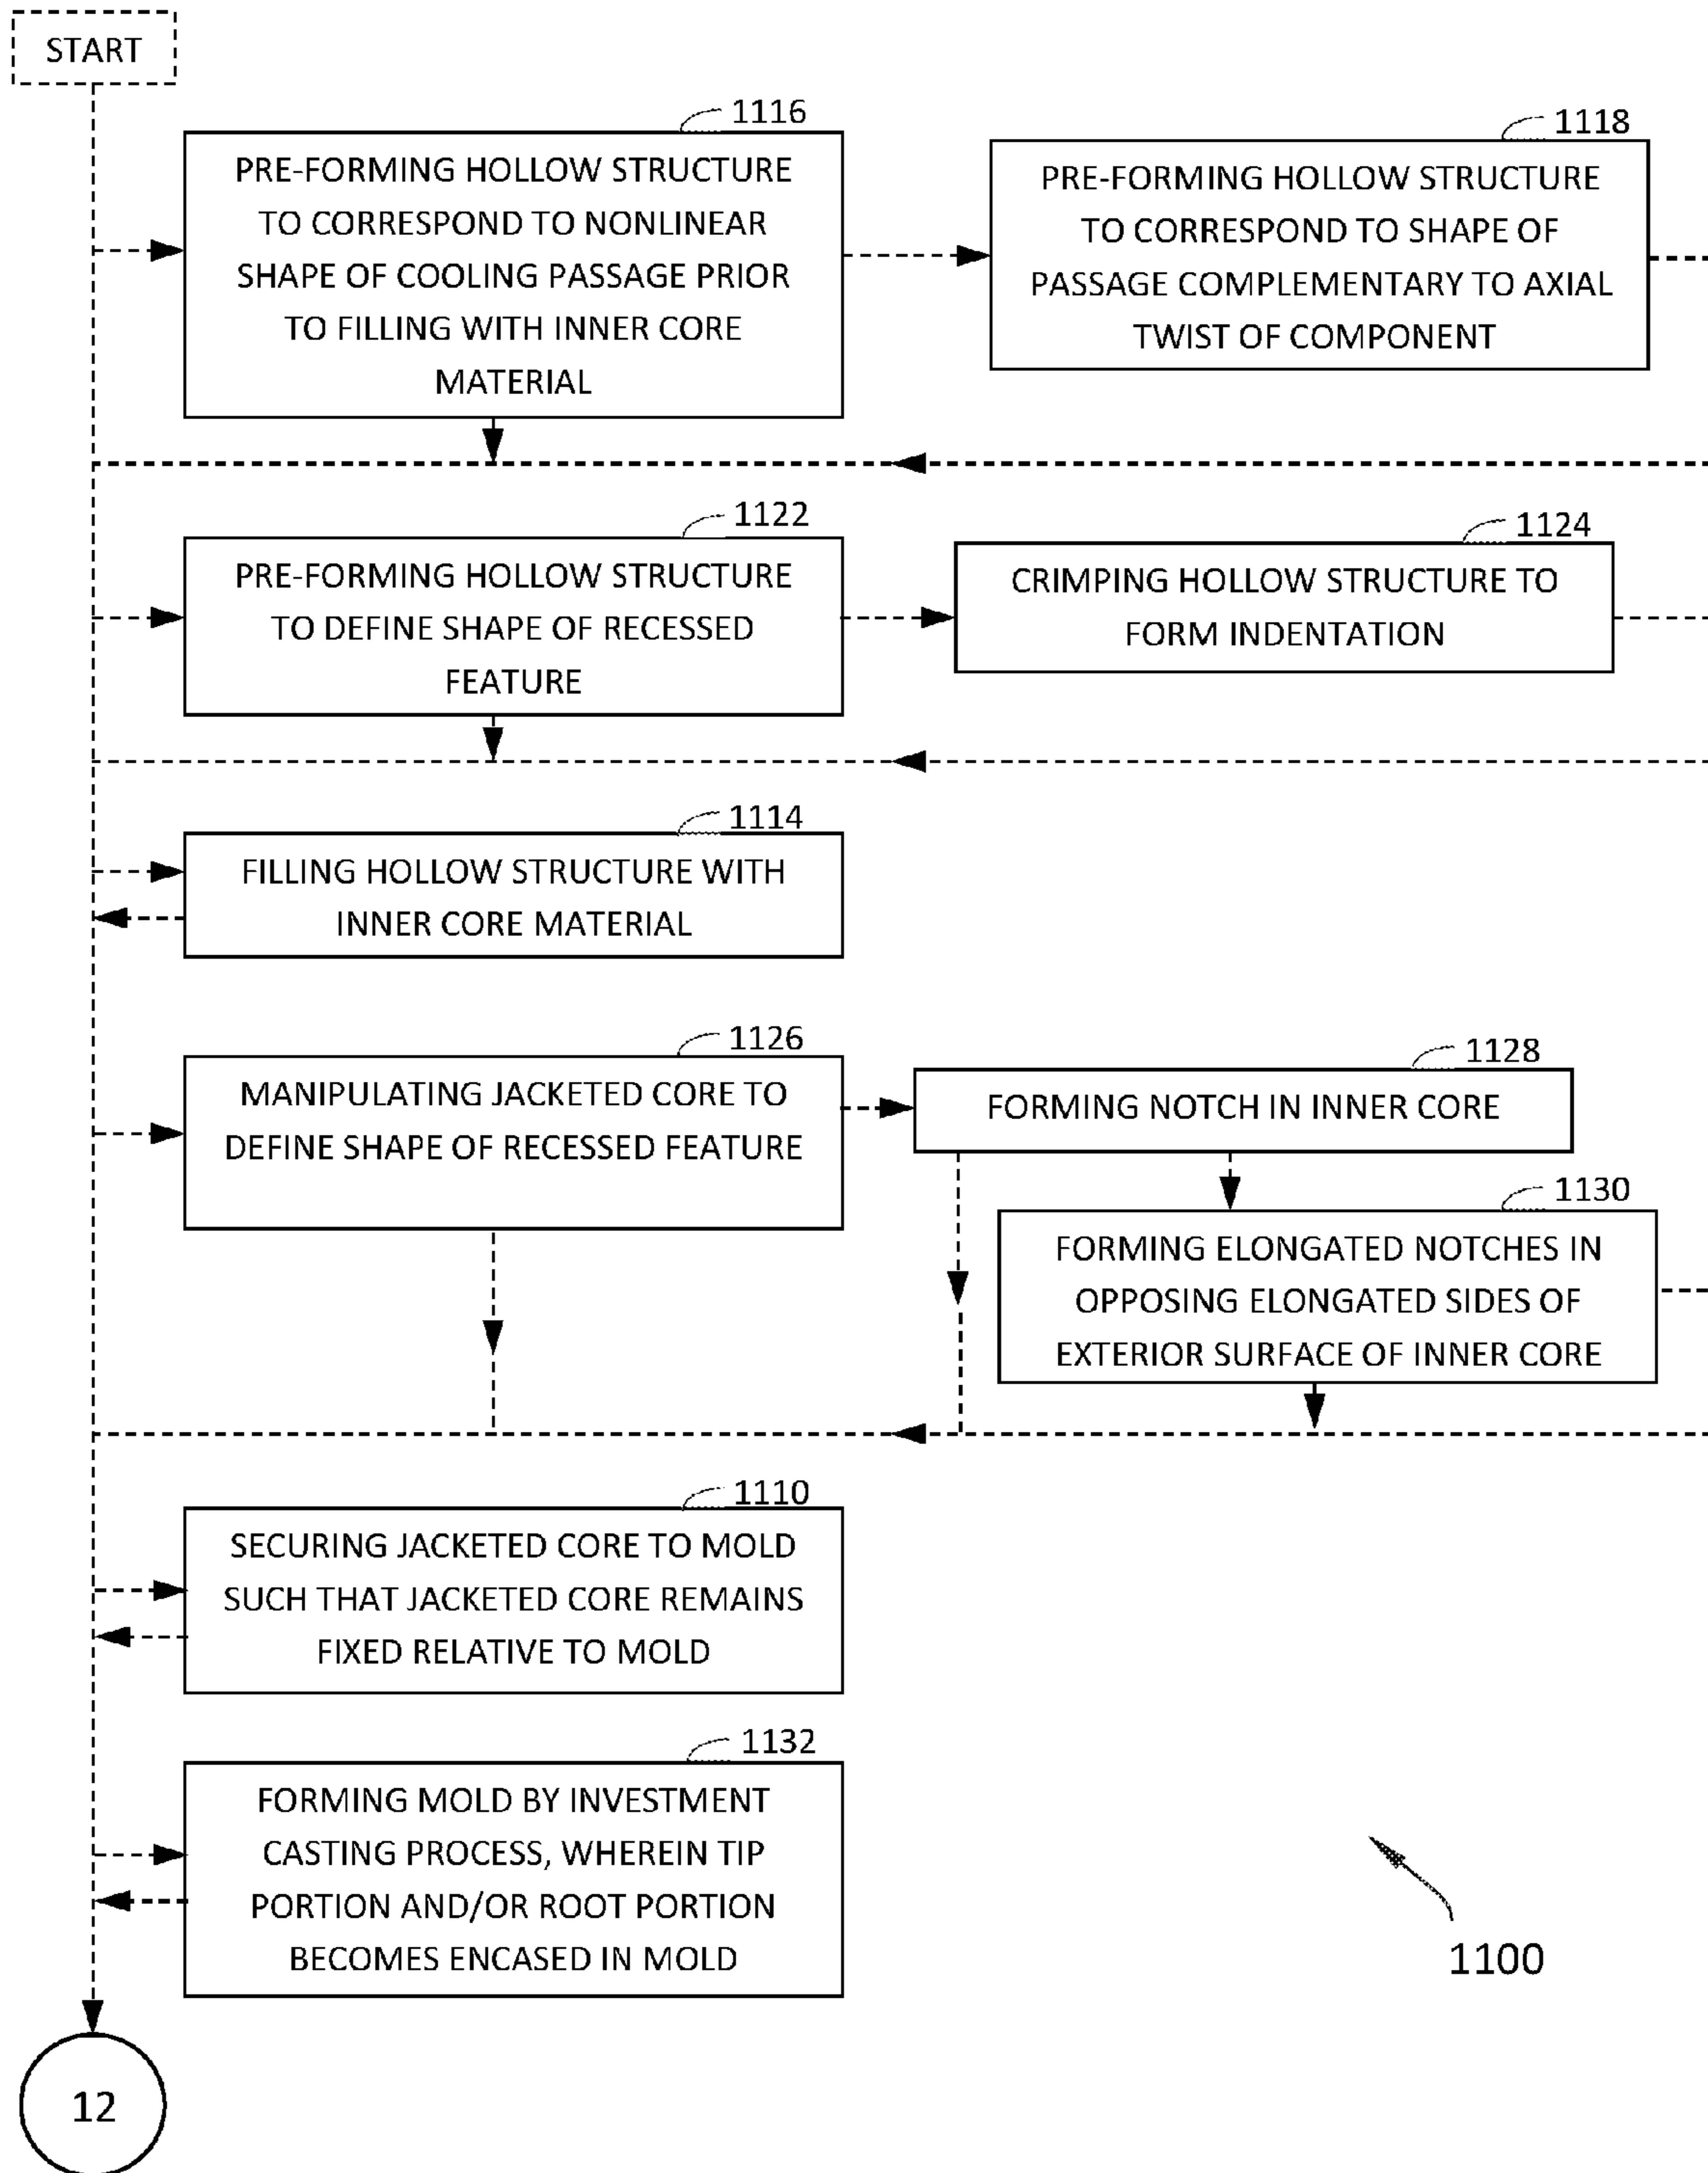 START
1116
PRE-FORMING HOLLOW STRUCTURE
TO CORRESPOND TO NONLINEAR
SHAPE OF COOLING PASSAGE PRIOR
TO FILLING WITH INNER CORE
MATERIAL
1118
PRE-FORMING HOLLOW STRUCTURE
TO CORRESPOND TO SHAPE OF
PASSAGE COMPLEMENTARY TO AXIAL
TWIST OF COMPONENT
1122
PRE-FORMING HOLLOW STRUCTURE
TO DEFINE SHAPE OF RECESSED
FEATURE
1124
CRIMPING HOLLOW STRUCTURE TO
FORM INDENTATION
1114
FILLING HOLLOW STRUCTURE WITH
INNER CORE MATERIAL
1126
MANIPULATING JACKETED CORE TO
DEFINE SHAPE OF RECESSED FEATURE
1128
FORMING NOTCH IN INNER CORE
1130
FORMING ELONGATED NOTCHES IN
OPPOSING ELONGATED SIDES OF
EXTERIOR SURFACE OF INNER CORE
1110
SECURING JACKETED CORE TO MOLD
SUCH THAT JACKETED CORE REMAINS
FIXED RELATIVE TO MOLD
1132
FORMING MOLD BY INVESTMENT
CASTING PROCESS, WHEREIN TIP
PORTION AND/OR ROOT PORTION
BECOMES ENCASED IN MOLD
1100
12